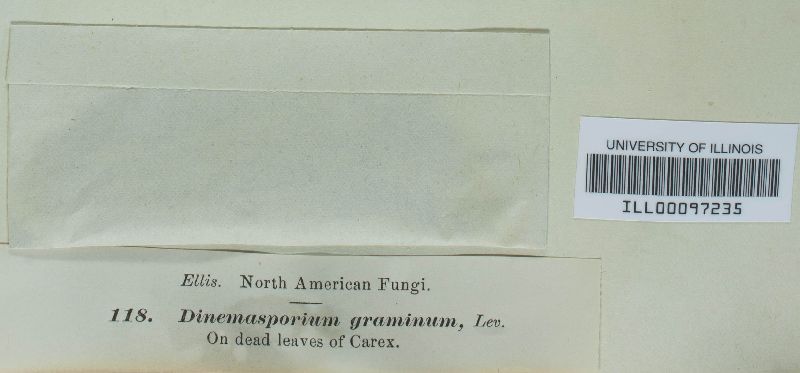 UNIVERSITY OF ILLINOIS
ILL00097235
Ellis. North American Fungi.
118. Dinemasporium graminum, Lev.
On dead leaves of Carex.